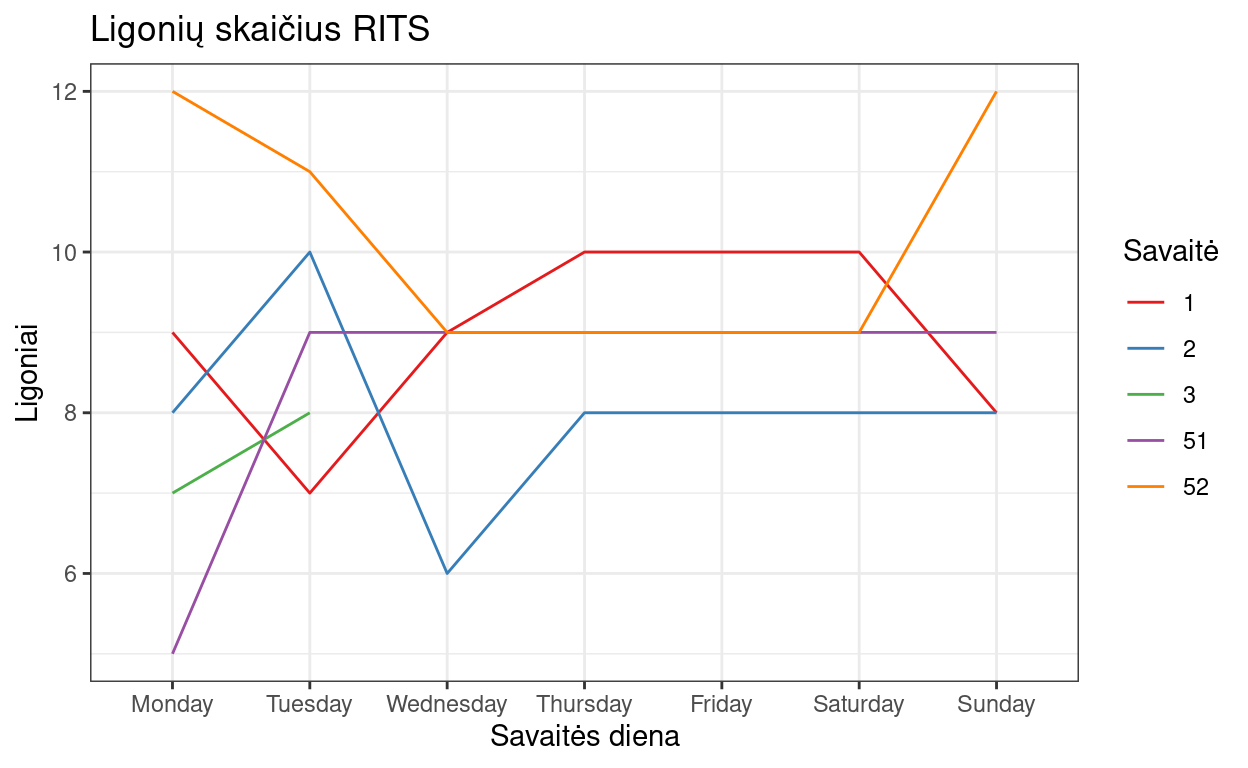 Ligonių skaičius RITS
12
10
8
6
Ligoniai
Monday Tuesday Wednesday Thursday Friday Saturday Sunday
Savaitės diena
Savaitė
1
2
3
51
52